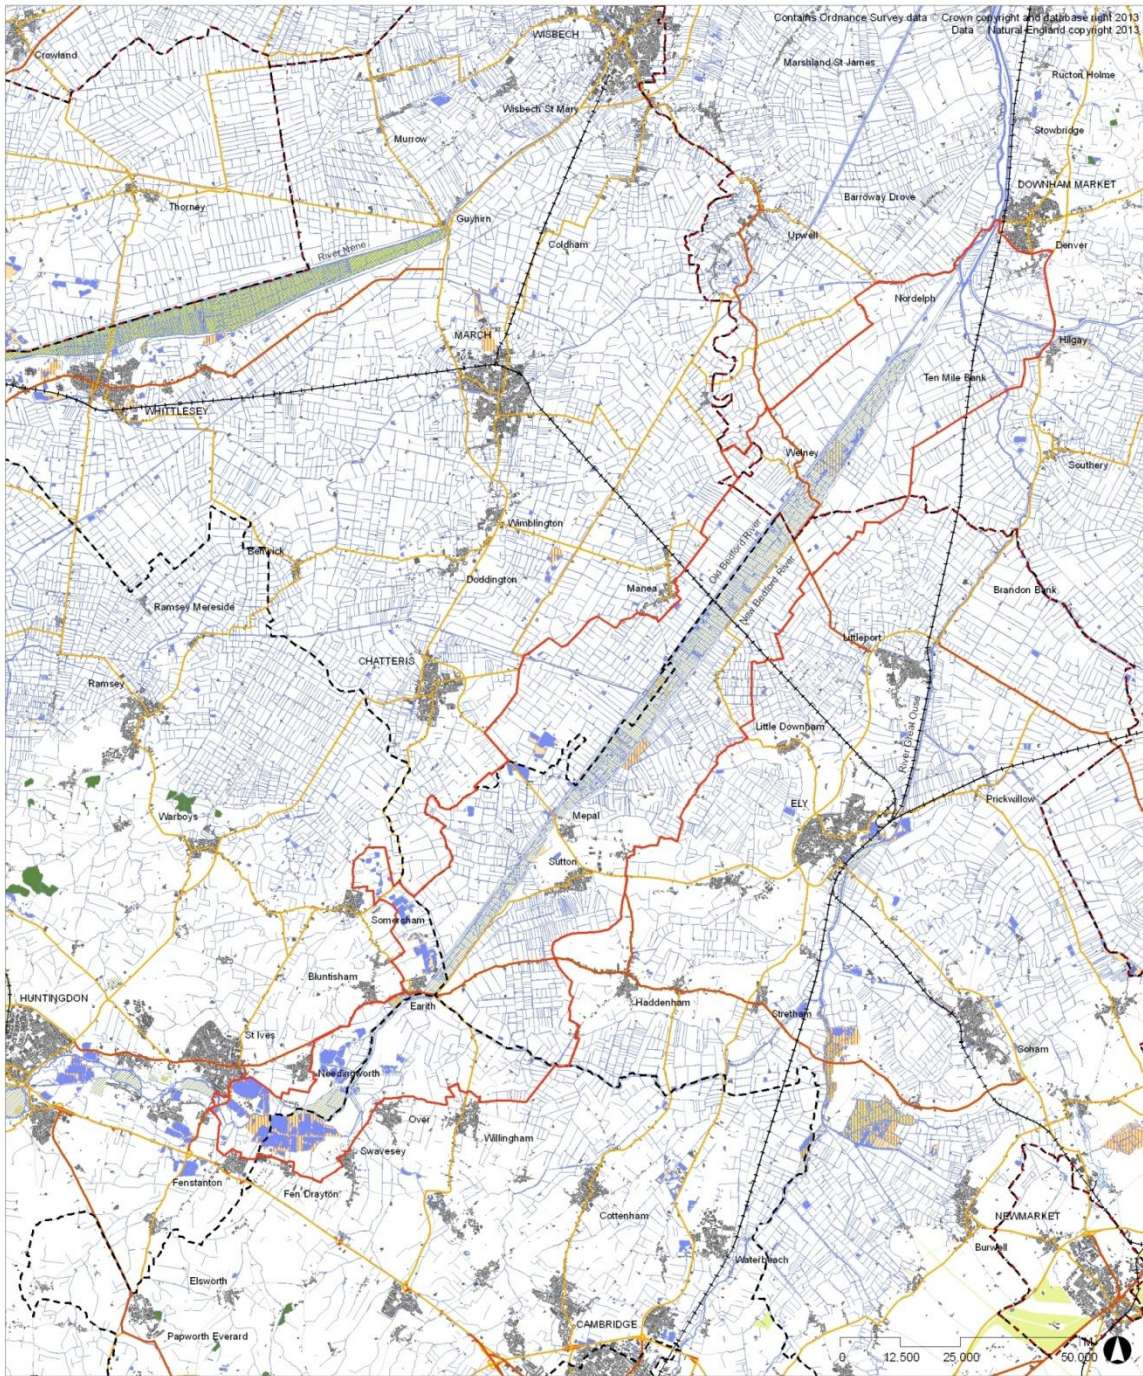 Contains Ordnance Survey data © Crown copyright and database right 2013
Data © Natural England copyright 2013
WISBECH
Crowland
Marshland St James
Ructon Holme
Wisbech St Mary
Stowbridge
Murrow
DOWNHAM MARKET
Barroway Drove
Thorney
Guyhirn
Upwell
Coldham
Denver
River Nene
Nordelph
MARCH
Hilgay
Ten Mile Bank
WHITTLESEY
Welney
Southery
Wimblington
Old Bedford River
Benwick
Doddington
New Bedford River
Manea
Brandon Bank
Ramsey Mereside
Littleport
CHATTERIS
Ramsey
River Great Ouse
Little Downham
Prickwillow
ELY
Warboys
Mepal
Sutton
Somersham
Bluntisham
HUNTINGDON
Earith
Haddenham
Stretham
St Ives
Soham
Needingworth
Over
Willingham
Swavesey
Fenstanton
Fen Drayton
Cottenham
NEWMARKET
Burwell
Waterbeach
Elsworth
CAMBRIDGE
Papworth Everard
M
0 12,500 25,000 50,000